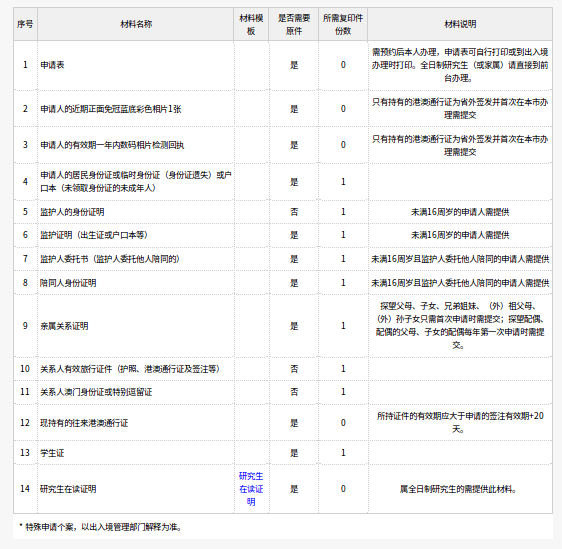 序号 材料名称 材料模板 是否需要原件 所需复印件份数 材料说明
1 申请表 是 0 需预约后本人办理，申请表可自行打印或到出入境办理时打印。全日制研究生（或家属）请直接到前台办理。
2 申请人的近期正面免冠蓝底彩色相片1张 是 0 只有持有的港澳通行证为省外签发并首次在本市办理需提交
3 申请人的有效期一年内数码相片检测回执 是 0 只有持有的港澳通行证为省外签发并首次在本市办理需提交
4 申请人的居民身份证或临时身份证（身份证遗失）或户口本（未领取身份证的未成年人） 是 1
5 监护人的身份证明 否 1 未满16周岁的申请人需提供
6 监护证明（出生证或户口本等） 是 1 未满16周岁的申请人需提供
7 监护人委托书（监护人委托他人陪同的） 是 1 未满16周岁且监护人委托他人陪同的申请人需提供
8 陪同人身份证明 是 1 未满16周岁且监护人委托他人陪同的申请人需提供
9 亲属关系证明 是 1 探望父母、子女、兄弟姐妹、（外）祖父母、（外）孙子女只需首次申请时需提交；探望配偶、配偶的父母、子女的配偶每年第一次申请时需提交。
10 关系人有效旅行证件（护照、港澳通行证及签注等） 否 1
11 关系人澳门身份证或特别逗留证 否 1
12 现持有的往来港澳通行证 是 0 所持证件的有效期应大于申请的签注有效期+20天。
13 学生证 是 1
14 研究生在读证明 研究生在读证明 是 0 属全日制研究生的需提供此材料。
* 特殊申请个案，以出入境管理部门解释为准。